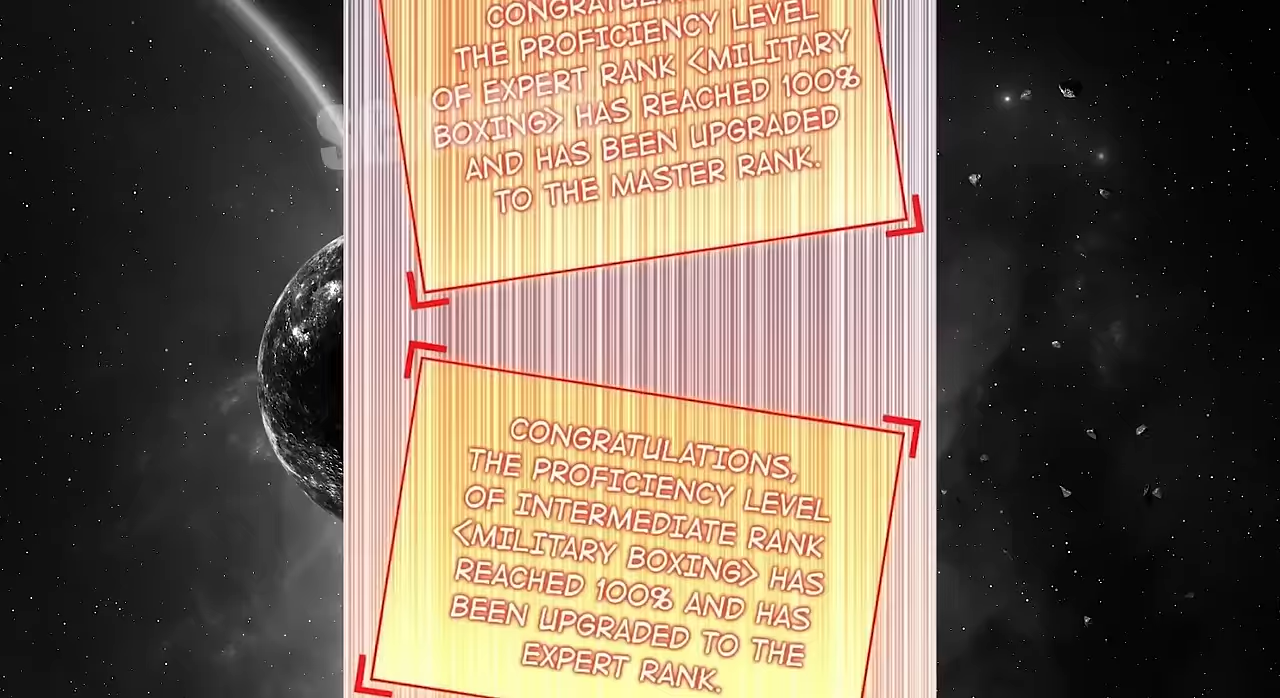 CONGRATULATIONS,
THE PROFICIENCY LEVEL
OF EXPERT RANK <MILITARY
BOXING> HAS REACHED 100%
AND HAS BEEN UPGRADED
TO THE MASTER RANK.
CONGRATULATIONS,
THE PROFICIENCY LEVEL
OF INTERMEDIATE RANK
<MILITARY BOXING> HAS
REACHED 100% AND HAS
BEEN UPGRADED TO THE
EXPERT RANK.